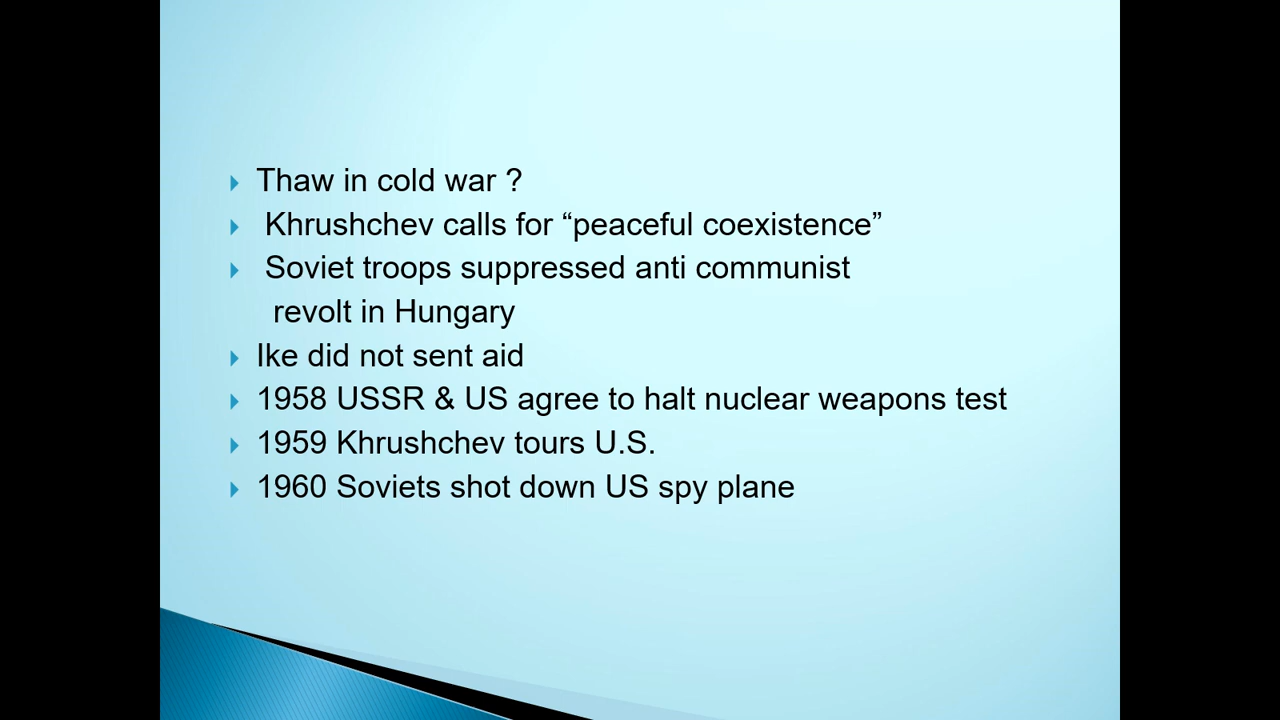 Thaw in cold war ?
Khrushchev calls for “peaceful coexistence”
Soviet troops suppressed anti communist
revolt in Hungary
Ike did not sent aid
1958 USSR & US agree to halt nuclear weapons test
1959 Khrushchev tours U.S.
1960 Soviets shot down US spy plane